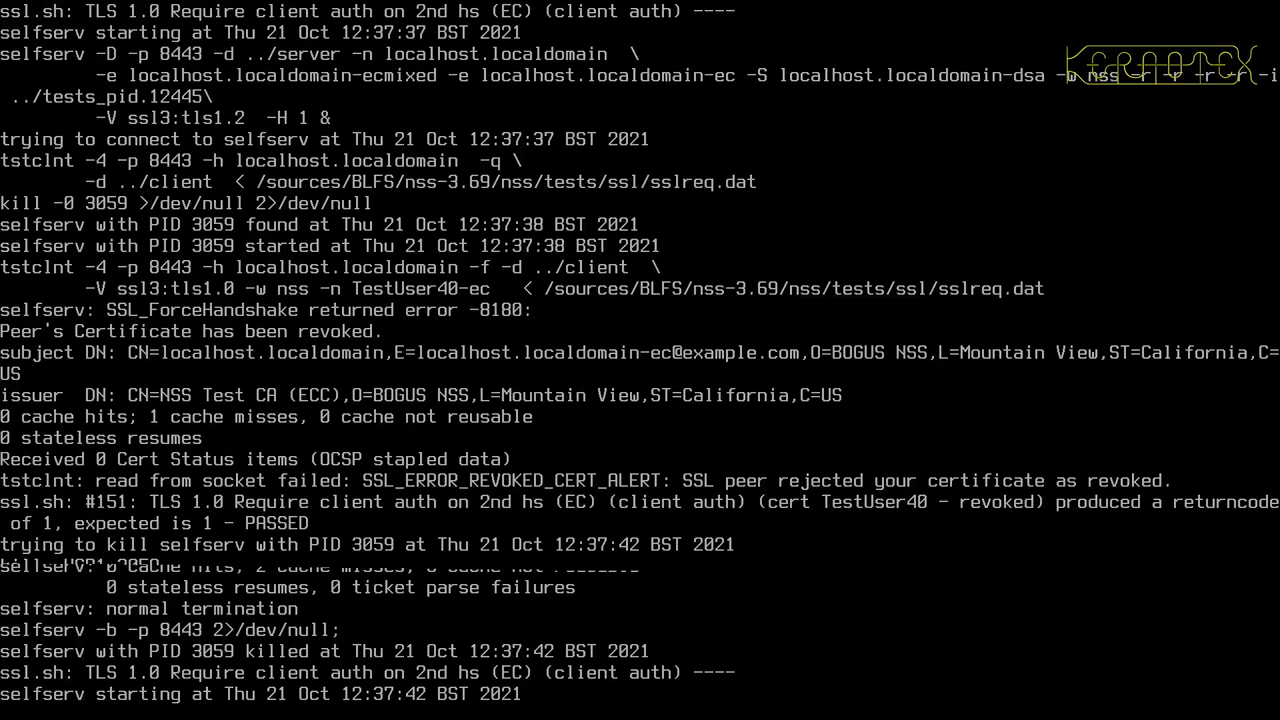 ssl.sh: TLS 1.0 Require client auth on 2nd hs (EC) (client auth) ----
selfserv starting at Thu 21 Oct 12:37:37 BST 2021
selfserv -D -p 8443 -d ../server -n localhost.localdomain  \
         -e localhost.localdomain-ecmixed -e localhost.localdomain-ec -S localhost.localdomain-dsa -w nss -r -r -r -r -i
 ../tests_pid.12445\
         -V ssl3:tls1.2  -H 1 &
trying to connect to selfserv at Thu 21 Oct 12:37:37 BST 2021
tstclnt -4 -p 8443 -h localhost.localdomain  -q \
        -d ../client  < /sources/BLFS/nss-3.69/nss/tests/ssl/sslreq.dat
kill -0 3059 >/dev/null 2>/dev/null
selfserv with PID 3059 found at Thu 21 Oct 12:37:38 BST 2021
selfserv with PID 3059 started at Thu 21 Oct 12:37:38 BST 2021
tstclnt -4 -p 8443 -h localhost.localdomain -f -d ../client  \
        -V ssl3:tls1.0 -w nss -n TestUser40-ec   < /sources/BLFS/nss-3.69/nss/tests/ssl/sslreq.dat
selfserv: SSL_ForceHandshake returned error -8180:
Peer's Certificate has been revoked.
subject DN: CN=localhost.localdomain,E=localhost.localdomain-ec@example.com,O=BOGUS NSS,L=Mountain View,ST=California,C=
US
issuer  DN: CN=NSS Test CA (ECC),O=BOGUS NSS,L=Mountain View,ST=California,C=US
0 cache hits; 1 cache misses, 0 cache not reusable
0 stateless resumes
Received 0 Cert Status items (OCSP stapled data)
tstclnt: read from socket failed: SSL_ERROR_REVOKED_CERT_ALERT: SSL peer rejected your certificate as revoked.
ssl.sh: #151: TLS 1.0 Require client auth on 2nd hs (EC) (client auth) (cert TestUser40 - revoked) produced a returncode
 of 1, expected is 1 - PASSED
trying to kill selfserv with PID 3059 at Thu 21 Oct 12:37:42 BST 2021
selfserv: 0 cache hits; 2 cache misses, 0 cache not
          0 stateless resumes, 0 ticket parse failures
selfserv: normal termination
selfserv -b -p 8443 2>/dev/null;
selfserv with PID 3059 killed at Thu 21 Oct 12:37:42 BST 2021
ssl.sh: TLS 1.0 Require client auth on 2nd hs (EC) (client auth) ----
selfserv starting at Thu 21 Oct 12:37:42 BST 2021